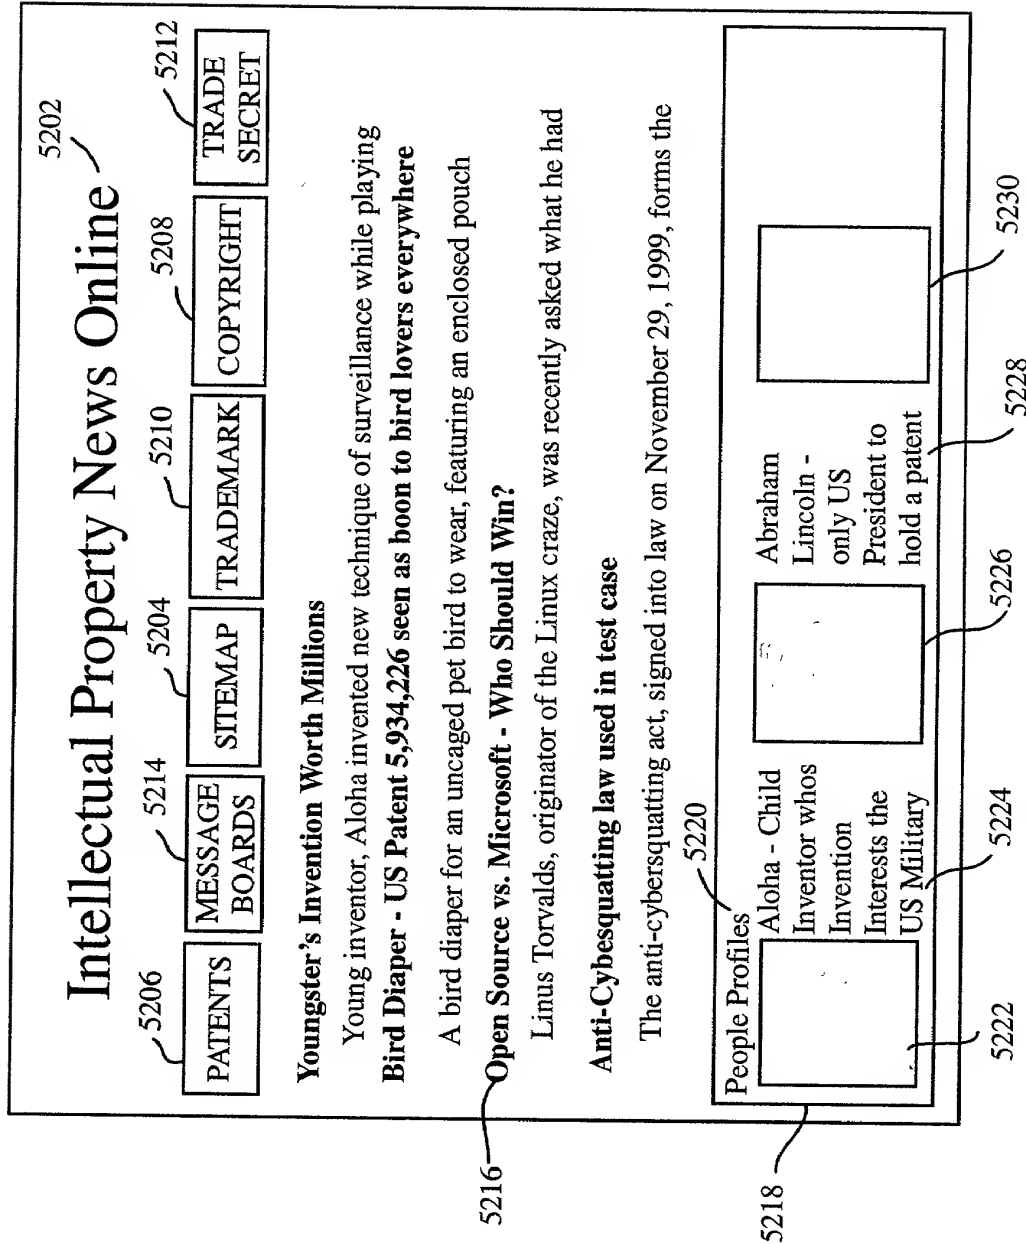 5202
Intellectual Property News Online
5206
5214
5204
5210
5208
5212
PATENTS
MESSAGE
BOARDS
SITEMAP
TRADEMARK
COPYRIGHT
TRADE
SECRET
Youngster's Invention Worth Millions
Young inventor, Aloha invented new technique of surveillance while playing
Bird Diaper - US Patent 5,934,226 seen as boon to bird lovers everywhere
A bird diaper for an uncaged pet bird to wear, featuring an enclosed pouch
5216
Open Source vs. Microsoft - Who Should Win?
Linus Torvalds, originator of the Linux craze, was recently asked what he had
Anti-Cybesquatting law used in test case
The anti-cybersquatting act, signed into law on November 29, 1999, forms the
5220
People Profiles
Aloha - Child
Inventor whos
Invention
Interests the
US Military
Abraham
Lincoln -
only US
President to
hold a patent
5218
5222
5224
5226
5228
5230